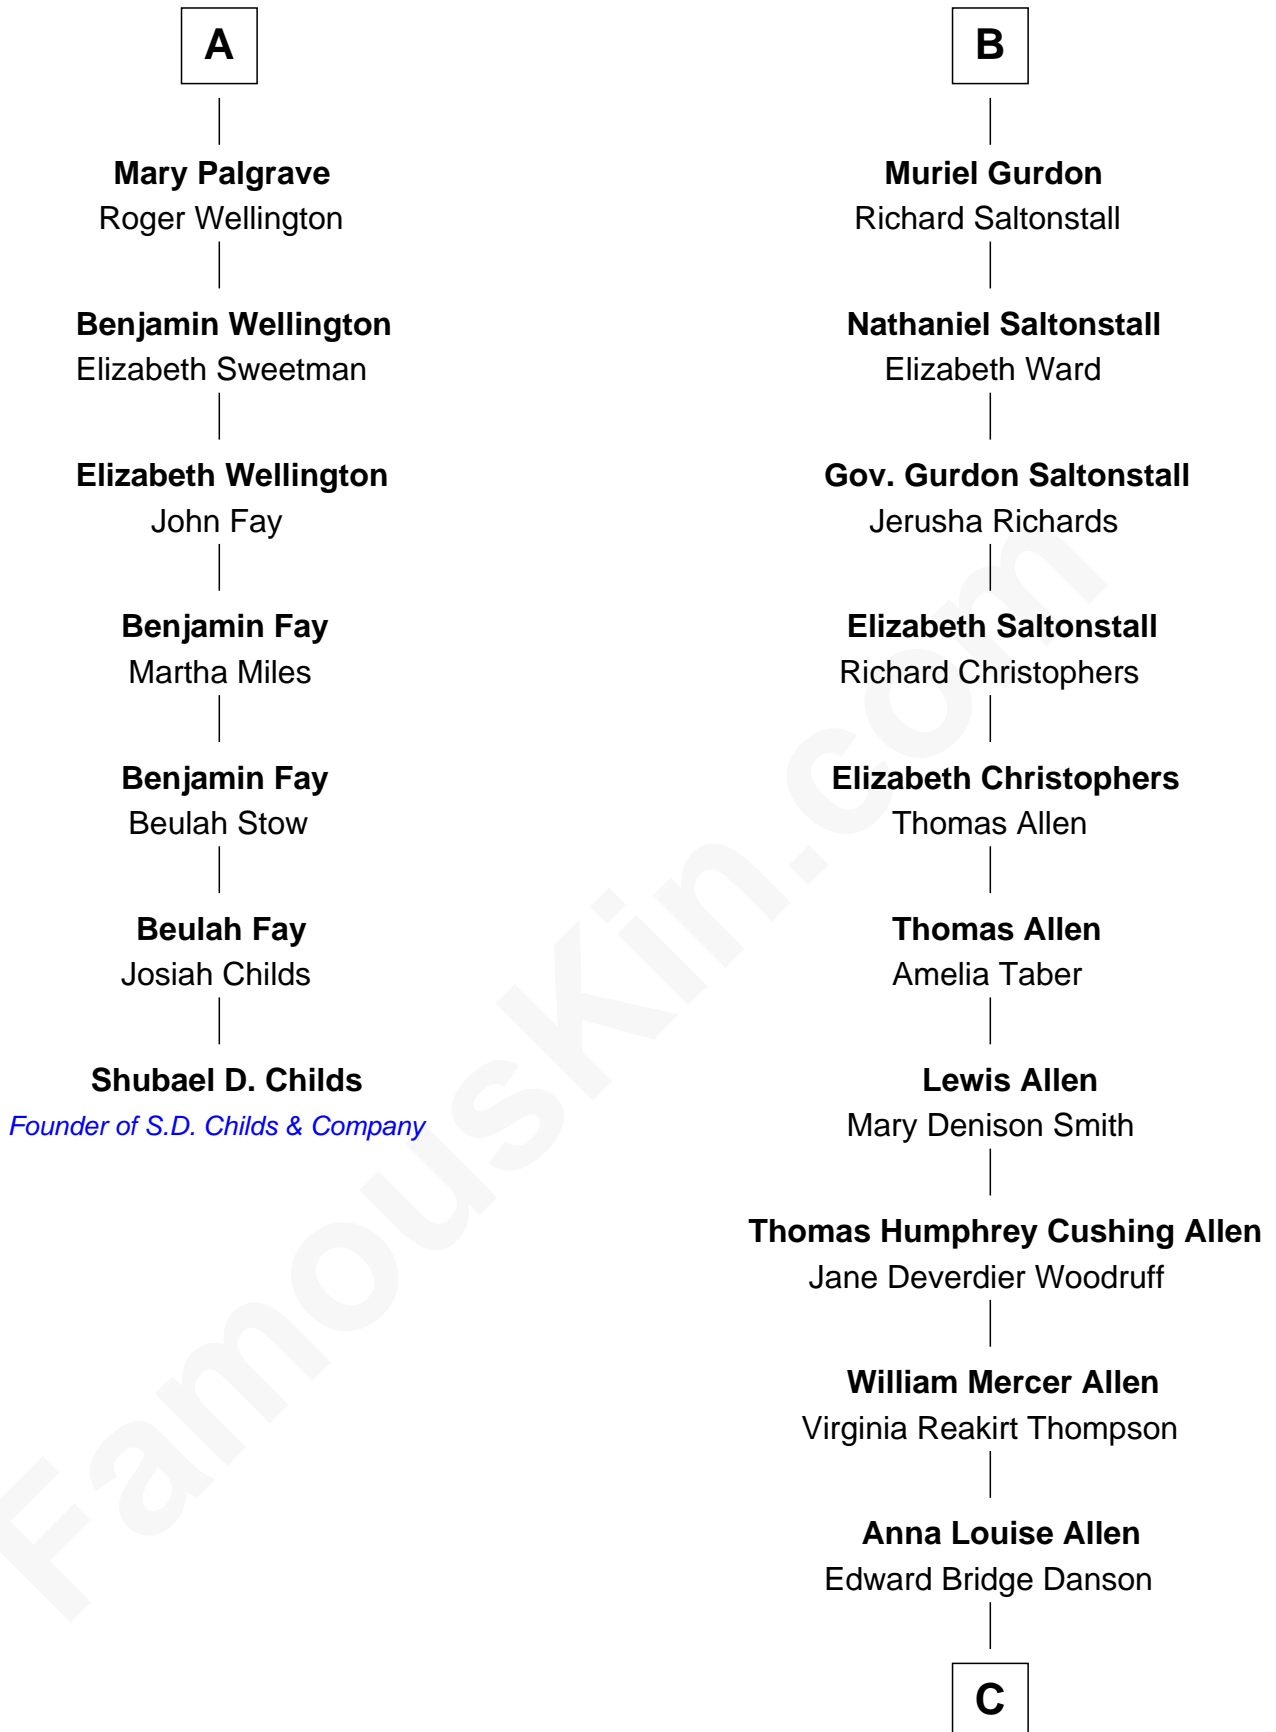 A
Mary Palgrave
Roger Wellington
Benjamin Wellington
Elizabeth Sweetman
Elizabeth Wellington
John Fay
Benjamin Fay
Martha Miles
Benjamin Fay
Beulah Stow
Beulah Fay
Josiah Childs
Shubael D. Childs
Founder of S.D. Childs & Company
B
Muriel Gurdon
Richard Saltonstall
Nathaniel Saltonstall
Elizabeth Ward
Gov. Gurdon Saltonstall
Jerusha Richards
Elizabeth Saltonstall
Richard Christophers
Elizabeth Christophers
Thomas Allen
Thomas Allen
Amelia Taber
Lewis Allen
Mary Denison Smith
Thomas Humphrey Cushing Allen
Jane Deverdier Woodruff
William Mercer Allen
Virginia Reakirt Thompson
Anna Louise Allen
Edward Bridge Danson
C
FamousKin.com